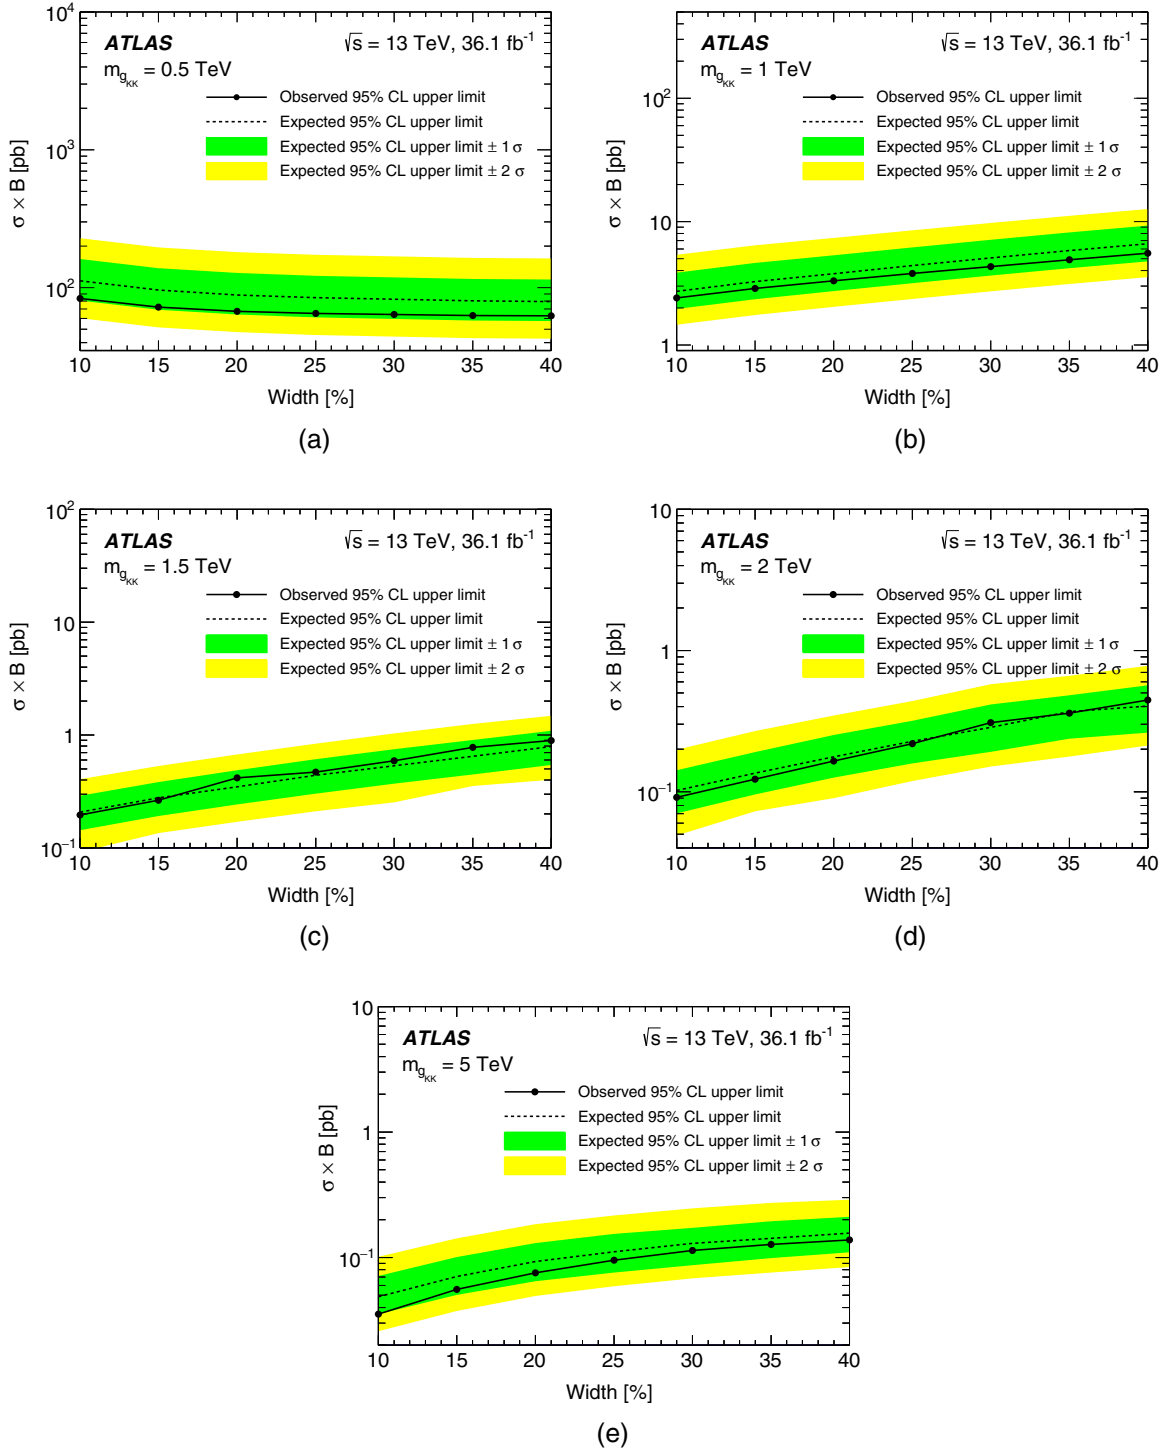 ATLAS
√s = 13 TeV, 36.1 fb⁻¹
m_gKK = 0.5 TeV
Observed 95% CL upper limit
Expected 95% CL upper limit
Expected 95% CL upper limit ± 1 σ
Expected 95% CL upper limit ± 2 σ
σ × B [pb]
10⁴
10³
10²
10 15 20 25 30 35 40
Width [%]
(a)
ATLAS
√s = 13 TeV, 36.1 fb⁻¹
m_gKK = 1 TeV
Observed 95% CL upper limit
Expected 95% CL upper limit
Expected 95% CL upper limit ± 1 σ
Expected 95% CL upper limit ± 2 σ
σ × B [pb]
10²
10
1
10 15 20 25 30 35 40
Width [%]
(b)
ATLAS
√s = 13 TeV, 36.1 fb⁻¹
m_gKK = 1.5 TeV
Observed 95% CL upper limit
Expected 95% CL upper limit
Expected 95% CL upper limit ± 1 σ
Expected 95% CL upper limit ± 2 σ
σ × B [pb]
10²
10
1
10⁻¹
10 15 20 25 30 35 40
Width [%]
(c)
ATLAS
√s = 13 TeV, 36.1 fb⁻¹
m_gKK = 2 TeV
Observed 95% CL upper limit
Expected 95% CL upper limit
Expected 95% CL upper limit ± 1 σ
Expected 95% CL upper limit ± 2 σ
σ × B [pb]
10
1
10⁻¹
10 15 20 25 30 35 40
Width [%]
(d)
ATLAS
√s = 13 TeV, 36.1 fb⁻¹
m_gKK = 5 TeV
Observed 95% CL upper limit
Expected 95% CL upper limit
Expected 95% CL upper limit ± 1 σ
Expected 95% CL upper limit ± 2 σ
σ × B [pb]
10
1
10⁻¹
10 15 20 25 30 35 40
Width [%]
(e)